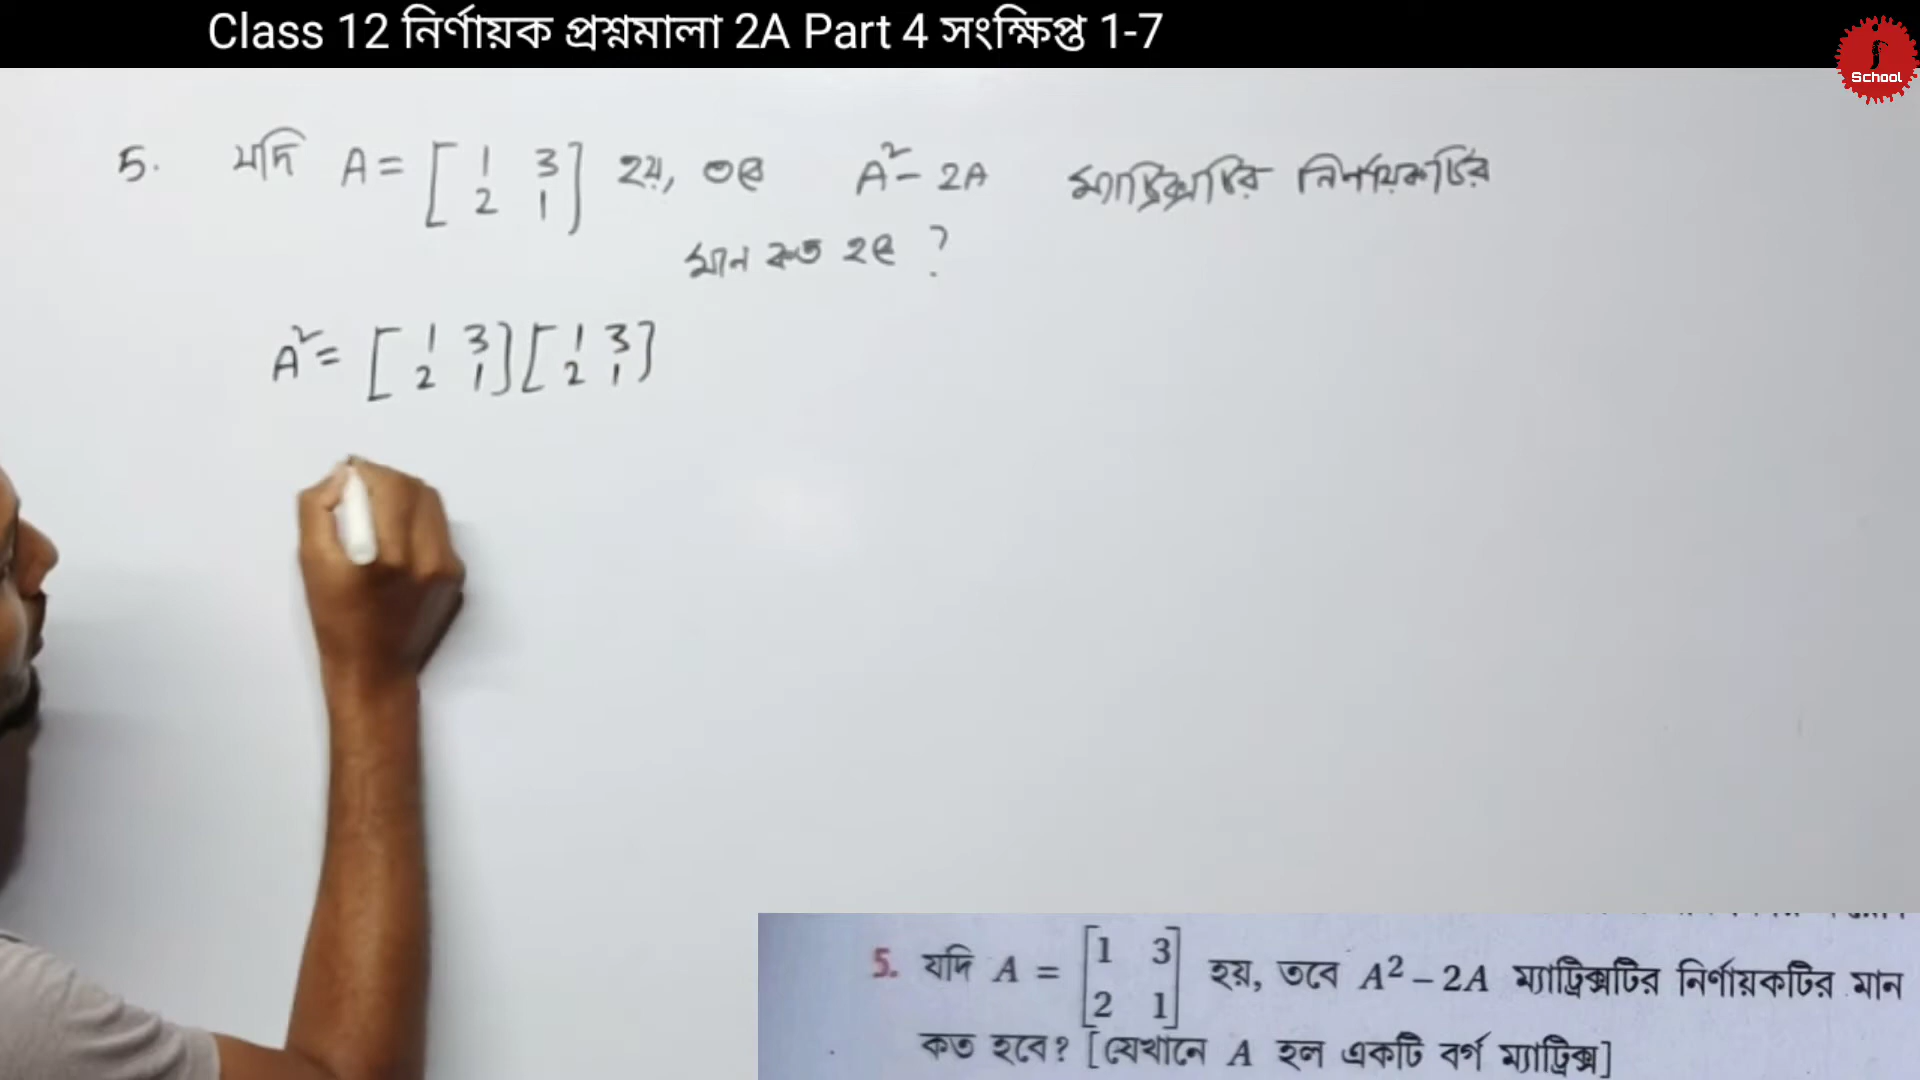 Class 12 নির্ণায়ক প্রশ্নমালা 2A Part 4 সংক্ষিপ্ত 1-7
ʃ
School
5. যদি A = [1 3 হয়, তবে A² - 2A ম্যাট্রিক্সটির নির্ণায়কটির
2 1]
মান কত হবে ?
A² = [1 3] [1 3]
2 1 2 1
5. যদি A = [1 3] হয়, তবে A² – 2A ম্যাট্রিক্সটির নির্ণায়কটির মান
2 1
কত হবে? [যেখানে A হল একটি বর্গ ম্যাট্রিক্স]